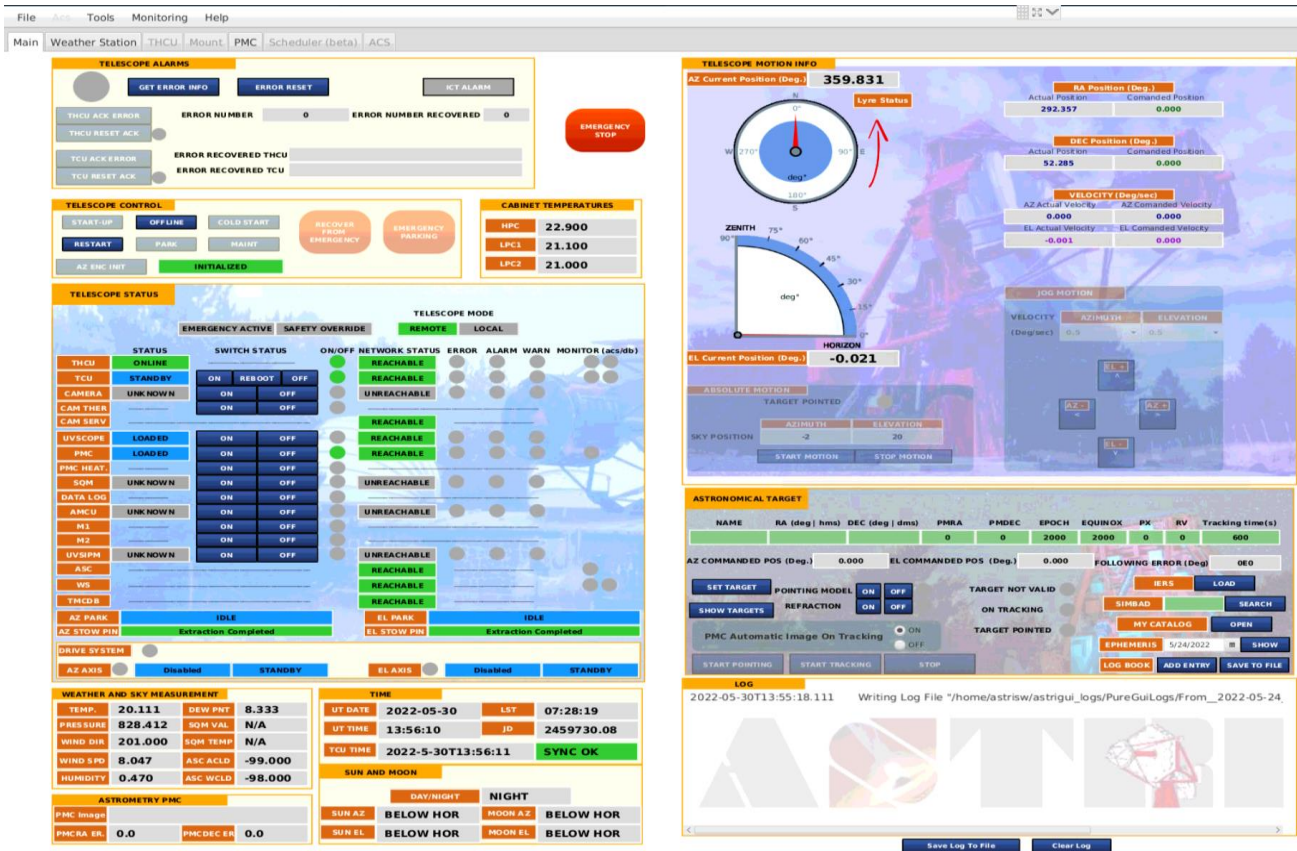 File Acs Tools Monitoring Help
Main Weather Station THCU Mount PMC Scheduler (beta) ACS
TELESCOPE ALARMS
GET ERROR INFO ERROR RESET ICT ALARM
THCU ACK ERROR ERROR NUMBER 0 ERROR NUMBER RECOVERED 0
THCU RESET ACK
TCU ACK ERROR ERROR RECOVERED THCU
TCU RESET ACK ERROR RECOVERED TCU
EMERGENCY
STOP
TELESCOPE CONTROL
START-UP OFFLINE COLD START
RESTART PARK MAINT
AZ ENC INIT INITIALIZED
RECOVER
FROM
EMERGENCY
EMERGENCY
PARKING
CABINET TEMPERATURES
HPC 22.900
LPC1 21.100
LPC2 21.000
TELESCOPE STATUS
TELESCOPE MODE
EMERGENCY ACTIVE SAFETY OVERRIDE REMOTE LOCAL
STATUS SWITCH STATUS ON/OFF NETWORK STATUS ERROR ALARM WARN MONITOR (acs/db)
THCU ONLINE REACHABLE
TCU STANDBY ON REBOOT OFF REACHABLE
CAMERA UNKNOWN ON OFF UNREACHABLE
CAM THER ON OFF
CAM SERV REACHABLE
UVSCOPE LOADED ON OFF REACHABLE
PMC LOADED ON OFF REACHABLE
PMC HEAT. ON OFF
SQM UNKNOWN ON OFF UNREACHABLE
DATA LOG ON OFF
AMCU UNKNOWN ON OFF UNREACHABLE
M1 ON OFF
M2 ON OFF
UVSIPM UNKNOWN ON OFF UNREACHABLE
ASC REACHABLE
WS REACHABLE
TMCDB REACHABLE
AZ PARK IDLE EL PARK IDLE
AZ STOW PIN Extraction Completed EL STOW PIN Extraction Completed
DRIVE SYSTEM
AZ AXIS Disabled STANDBY EL AXIS Disabled STANDBY
WEATHER AND SKY MEASUREMENT
TEMP. 20.111 DEW PNT 8.333
PRESSURE 828.412 SQM VAL N/A
WIND DIR 201.000 SQM TEMP N/A
WIND SPD 8.047 ASC ACLD -99.000
HUMIDITY 0.470 ASC WCLD -98.000
ASTROMETRY PMC
PMC Image
PMCRA ER. 0.0 PMCDEC ER 0.0
TIME
UT DATE 2022-05-30 LST 07:28:19
UT TIME 13:56:10 JD 2459730.08
TCU TIME 2022-5-30T13:56:11 SYNC OK
SUN AND MOON
DAY/NIGHT NIGHT
SUN AZ BELOW HOR MOON AZ BELOW HOR
SUN EL BELOW HOR MOON EL BELOW HOR
TELESCOPE MOTION INFO
AZ Current Position (Deg.) 359.831
Lyre Status
N
0°
W 270° 90° E
deg°
180°
S
RA Position (Deg.)
Actual Position Comanded Position
292.357 0.000
DEC Position (Deg.)
Actual Position Comanded Position
52.285 0.000
VELOCITY (Deg/sec)
AZ Actual Velocity AZ Comanded Velocity
0.000 0.000
EL Actual Velocity EL Comanded Velocity
-0.001 0.000
ZENITH
90° 75° 60° 45° 30° 15° 0°
deg°
HORIZON
EL Current Position (Deg.) -0.021
JOG MOTION
VELOCITY AZIMUTH ELEVATION
(Deg/sec) 0.5 0.5
EL +
AZ - AZ +
EL -
ABSOLUTE MOTION
TARGET POINTED
AZIMUTH ELEVATION
SKY POSITION -2 20
START MOTION STOP MOTION
ASTRONOMICAL TARGET
NAME RA (deg | hms) DEC (deg | dms) PMRA PMDEC EPOCH EQUINOX PX RV Tracking time(s)
0 0 2000 2000 0 0 600
AZ COMMANDED POS (Deg.) 0.000 EL COMMANDED POS (Deg.) 0.000 FOLLOWING ERROR (Deg) 0E0
SET TARGET POINTING MODEL ON OFF TARGET NOT VALID IERS LOAD
SHOW TARGETS REFRACTION ON OFF ON TRACKING SIMBAD SEARCH
PMC Automatic Image On Tracking ON OFF TARGET POINTED MY CATALOG OPEN
EPHEMERIS 5/24/2022 SHOW
START POINTING START TRACKING STOP LOG BOOK ADD ENTRY SAVE TO FILE
LOG
2022-05-30T13:55:18.111 Writing Log File "/home/astrisw/astrigui_logs/PureGuiLogs/From__2022-05-24_
ASTRI
Save Log To File Clear Log